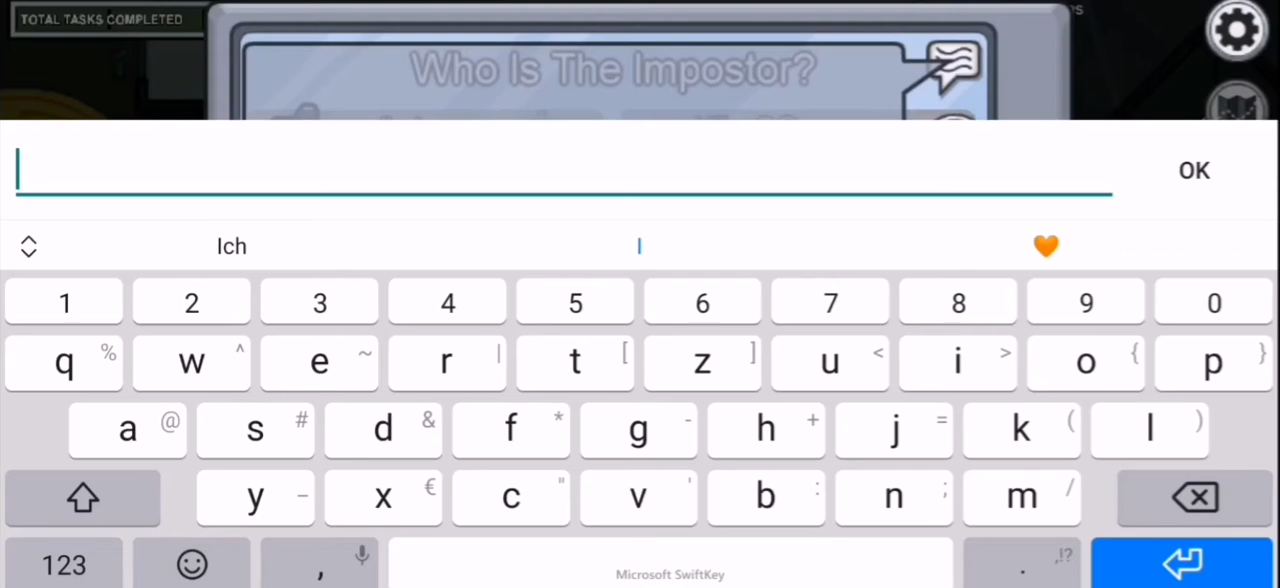 TOTAL TASKS COMPLETED
Who Is The Impostor?
OK
Ich I 🧡
1 2 3 4 5 6 7 8 9 0
q % w ^ e ~ r | t [ z ] u < i > o { p }
a @ s # d & f * g - h + j = k ( l )
y _ x € c " v ' b : n ; m /
123 , . ,!?
Microsoft SwiftKey